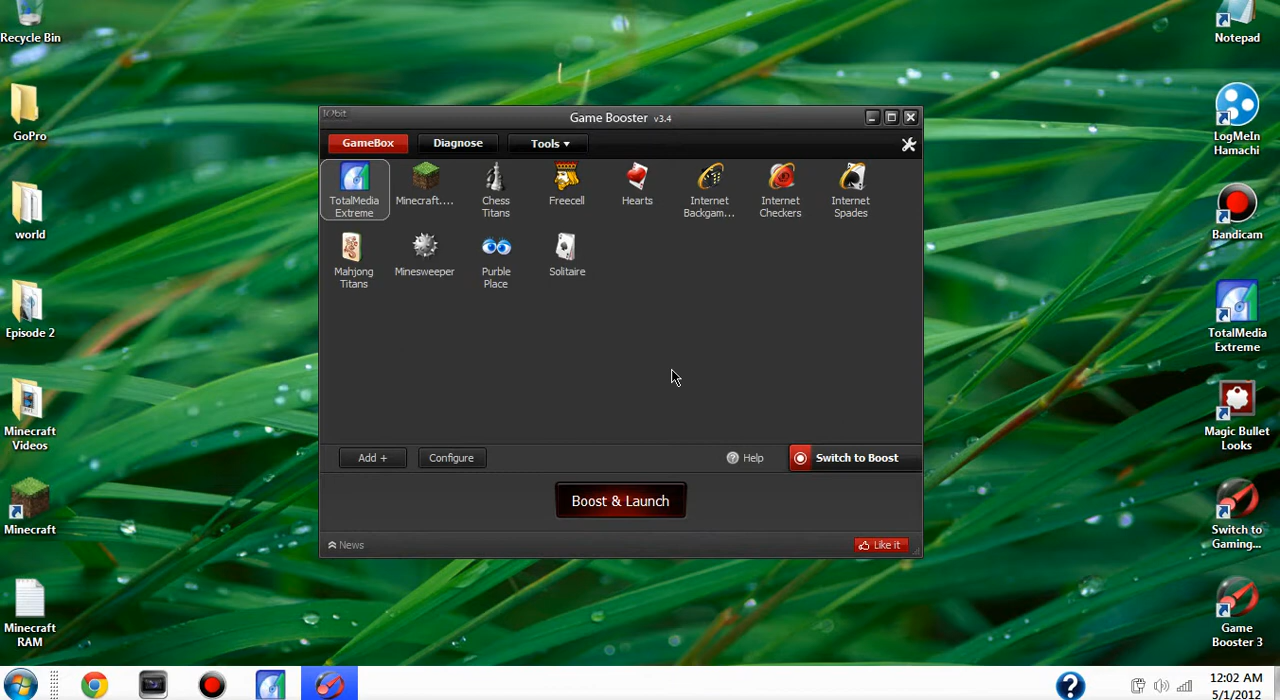 Recycle Bin
GoPro
world
Episode 2
Minecraft
Videos
Minecraft
Minecraft
RAM
IObit
Game Booster v3.4
GameBox
Diagnose
Tools
TotalMedia
Extreme
Minecraft....
Chess
Titans
Freecell
Hearts
Internet
Backgam...
Internet
Checkers
Internet
Spades
Mahjong
Titans
Minesweeper
Purble
Place
Solitaire
Add +
Configure
Help
Switch to Boost
Boost & Launch
News
Like it
Notepad
LogMeIn
Hamachi
Bandicam
TotalMedia
Extreme
Magic Bullet
Looks
Switch to
Gaming...
Game
Booster 3
12:02 AM
5/1/2012